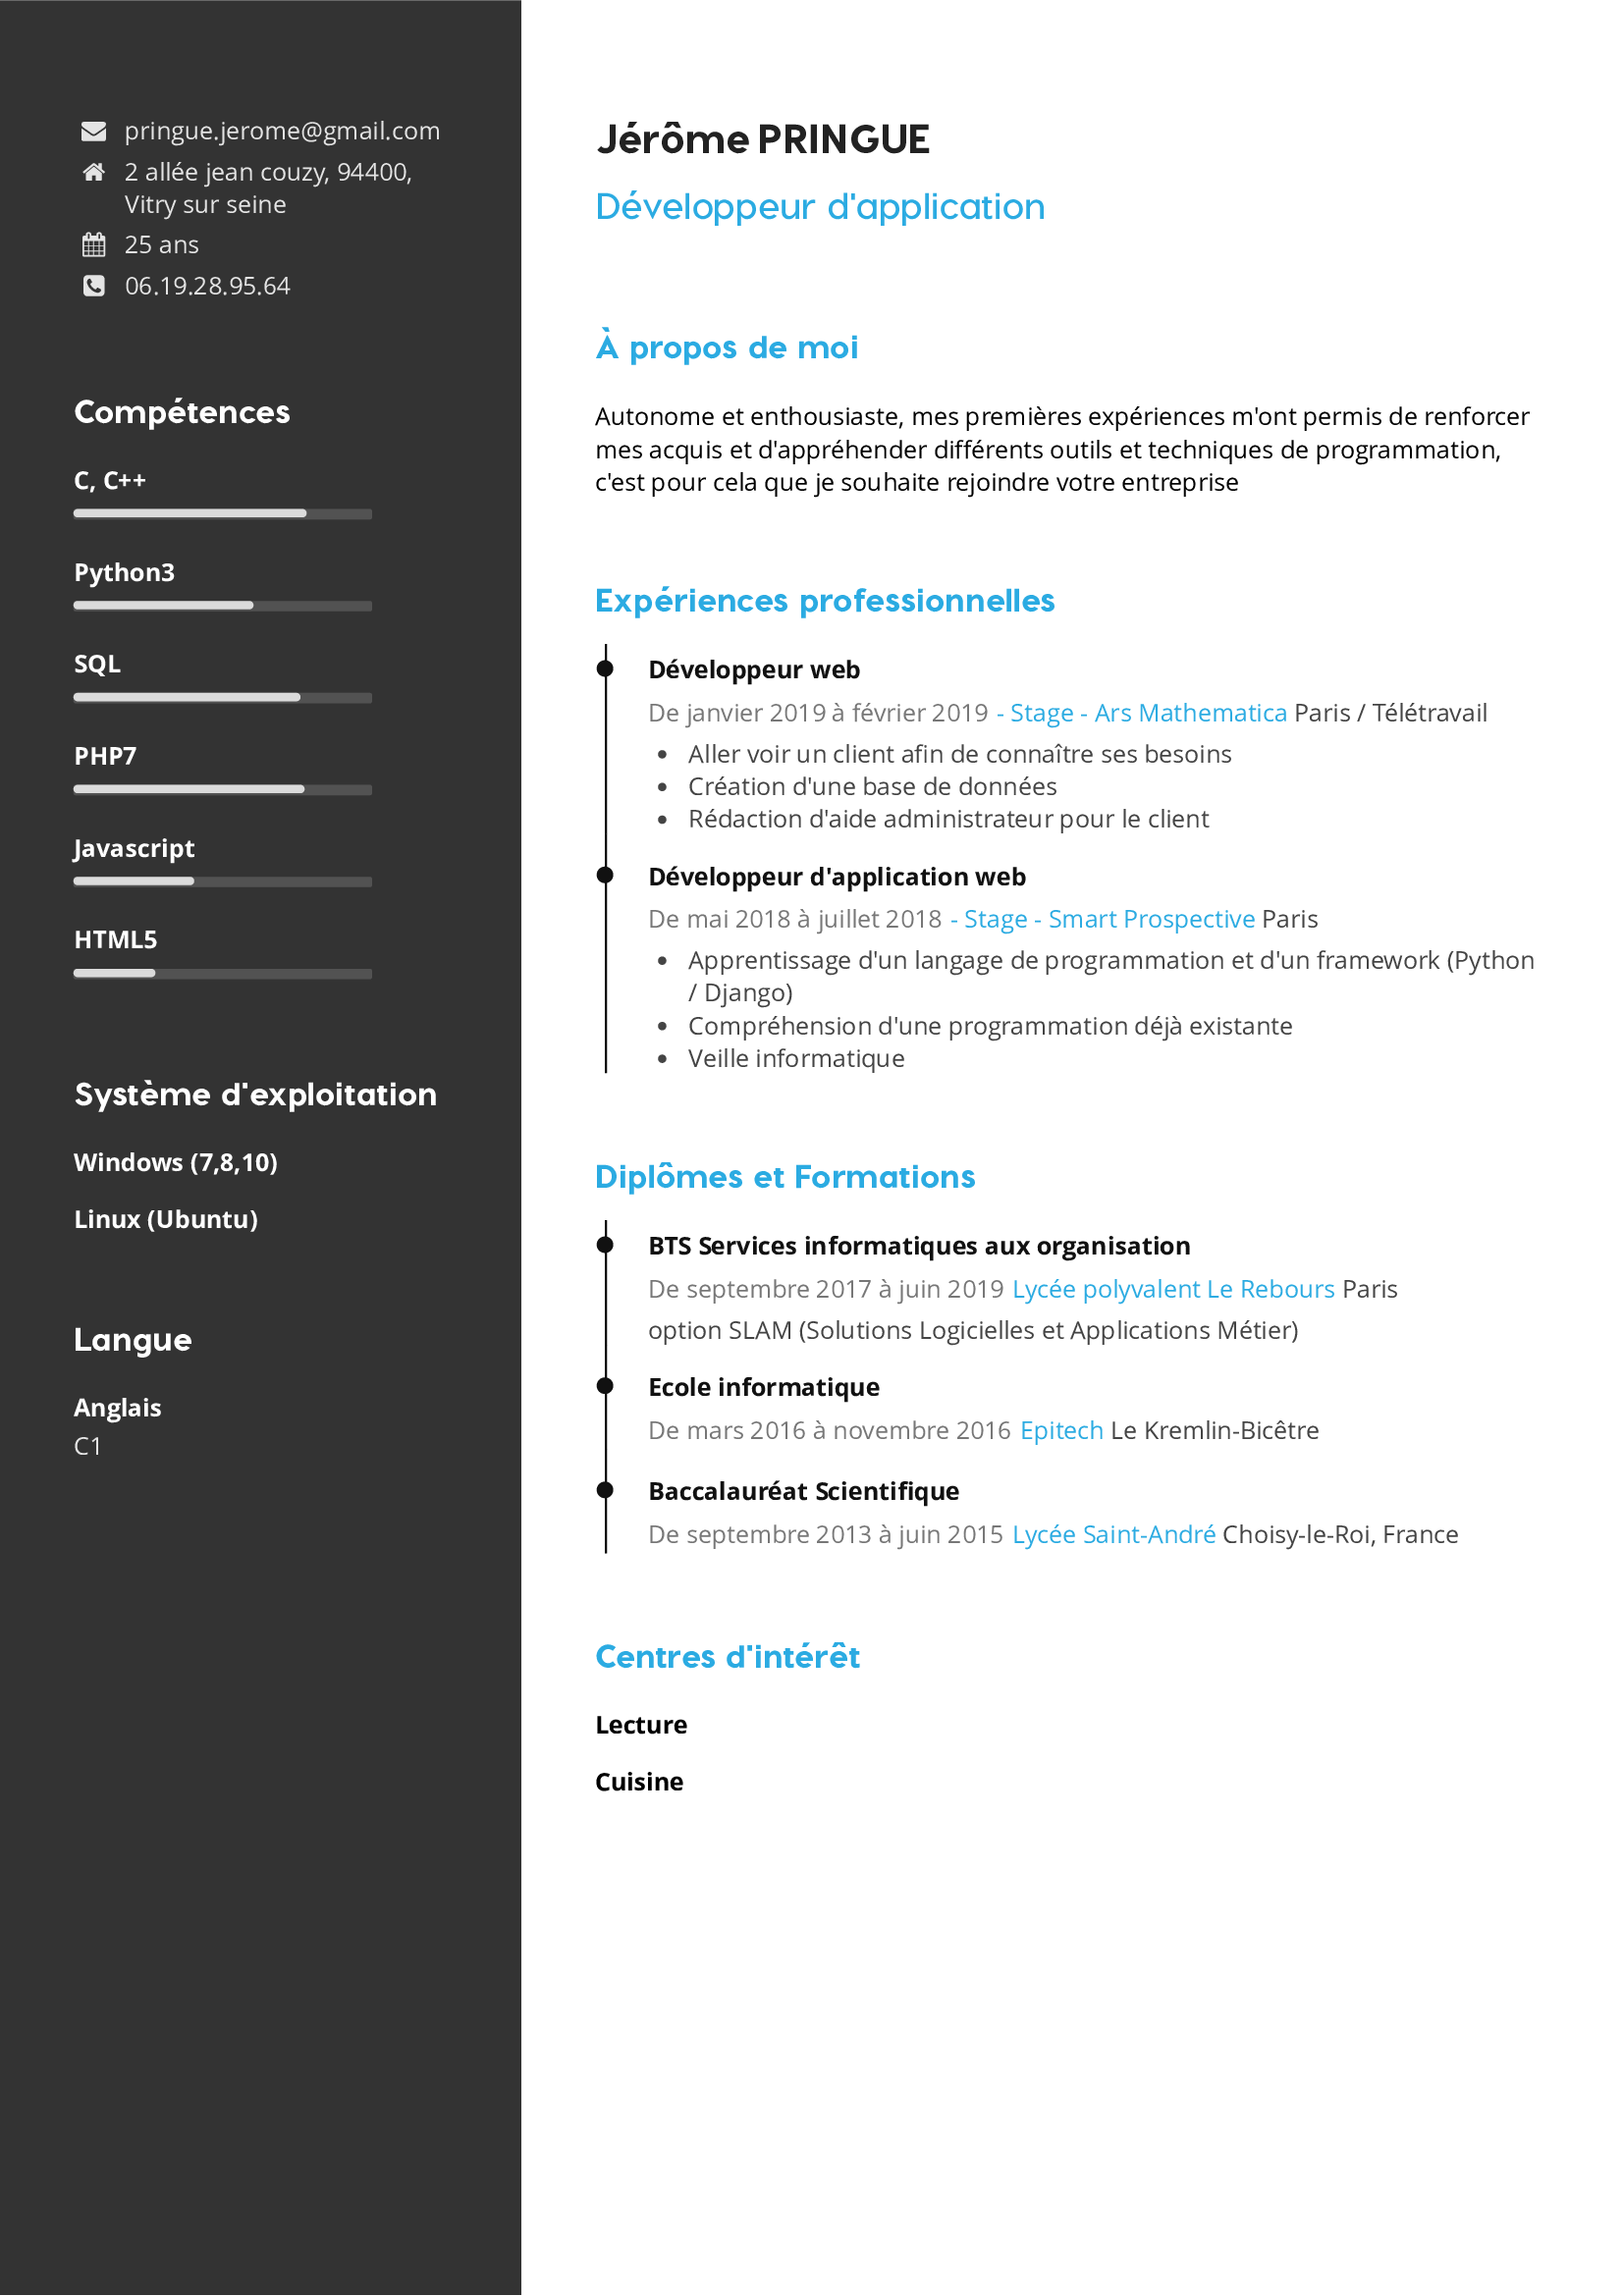 pringue.jerome@gmail.com
2 allée jean couzy, 94400,
Vitry sur seine
25 ans
06.19.28.95.64
Compétences
C, C++
Python3
SQL
PHP7
Javascript
HTML5
Système d'exploitation
Windows (7,8,10)
Linux (Ubuntu)
Langue
Anglais
C1
Jérôme PRINGUE
Développeur d'application
À propos de moi
Autonome et enthousiaste, mes premières expériences m'ont permis de renforcer
mes acquis et d'appréhender différents outils et techniques de programmation,
c'est pour cela que je souhaite rejoindre votre entreprise
Expériences professionnelles
Développeur web
De janvier 2019 à février 2019 - Stage - Ars Mathematica Paris / Télétravail
• Aller voir un client afin de connaître ses besoins
• Création d'une base de données
• Rédaction d'aide administrateur pour le client
Développeur d'application web
De mai 2018 à juillet 2018 - Stage - Smart Prospective Paris
• Apprentissage d'un langage de programmation et d'un framework (Python
/ Django)
• Compréhension d'une programmation déjà existante
• Veille informatique
Diplômes et Formations
BTS Services informatiques aux organisation
De septembre 2017 à juin 2019 Lycée polyvalent Le Rebours Paris
option SLAM (Solutions Logicielles et Applications Métier)
Ecole informatique
De mars 2016 à novembre 2016 Epitech Le Kremlin-Bicêtre
Baccalauréat Scientifique
De septembre 2013 à juin 2015 Lycée Saint-André Choisy-le-Roi, France
Centres d'intérêt
Lecture
Cuisine